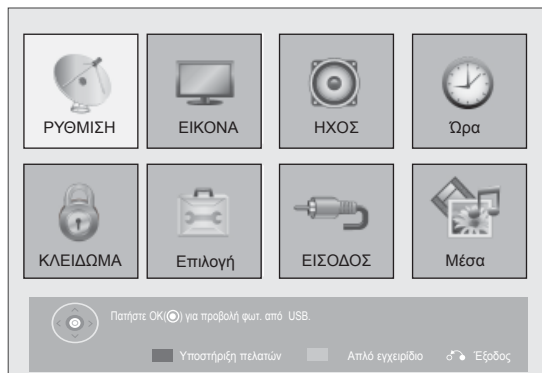 ΡΥΘΜΙΣΗ ΕΙΚΟΝΑ ΗΧΟΣ Ώρα
ΚΛΕΙΔΩΜΑ Επιλογή ΕΙΣΟΔΟΣ Μέσα
Πατήστε OK(◉) για προβολή φωτ. από USB.
Υποστήριξη πελατών Απλό εγχειρίδιο Έξοδος